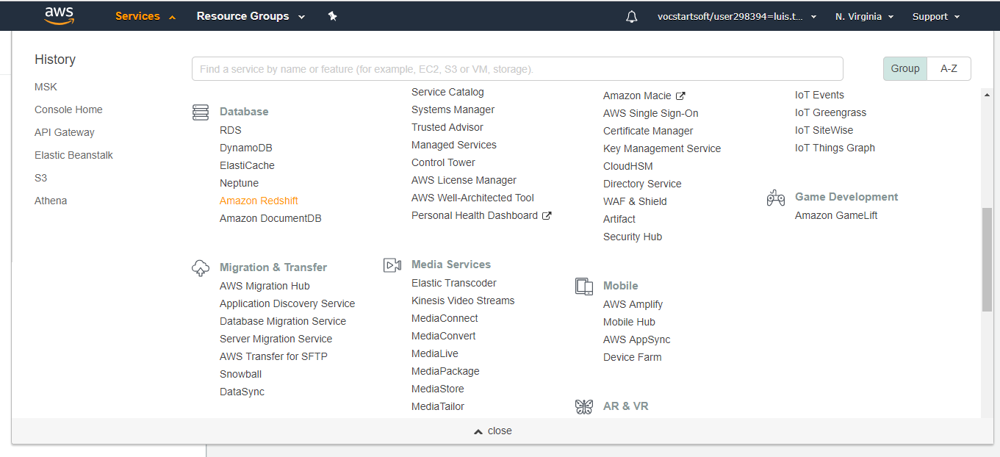 aws
Services
Resource Groups
vocstartsoft/user298394=luis.t...
N. Virginia
Support
History
MSK
Console Home
API Gateway
Elastic Beanstalk
S3
Athena
Find a service by name or feature (for example, EC2, S3 or VM, storage).
Group
A-Z
Database
RDS
DynamoDB
ElastiCache
Neptune
Amazon Redshift
Amazon DocumentDB
Migration & Transfer
AWS Migration Hub
Application Discovery Service
Database Migration Service
Server Migration Service
AWS Transfer for SFTP
Snowball
DataSync
Service Catalog
Systems Manager
Trusted Advisor
Managed Services
Control Tower
AWS License Manager
AWS Well-Architected Tool
Personal Health Dashboard
Media Services
Elastic Transcoder
Kinesis Video Streams
MediaConnect
MediaConvert
MediaLive
MediaPackage
MediaStore
MediaTailor
Amazon Macie
AWS Single Sign-On
Certificate Manager
Key Management Service
CloudHSM
Directory Service
WAF & Shield
Artifact
Security Hub
Mobile
AWS Amplify
Mobile Hub
AWS AppSync
Device Farm
AR & VR
IoT Events
IoT Greengrass
IoT SiteWise
IoT Things Graph
Game Development
Amazon GameLift
close